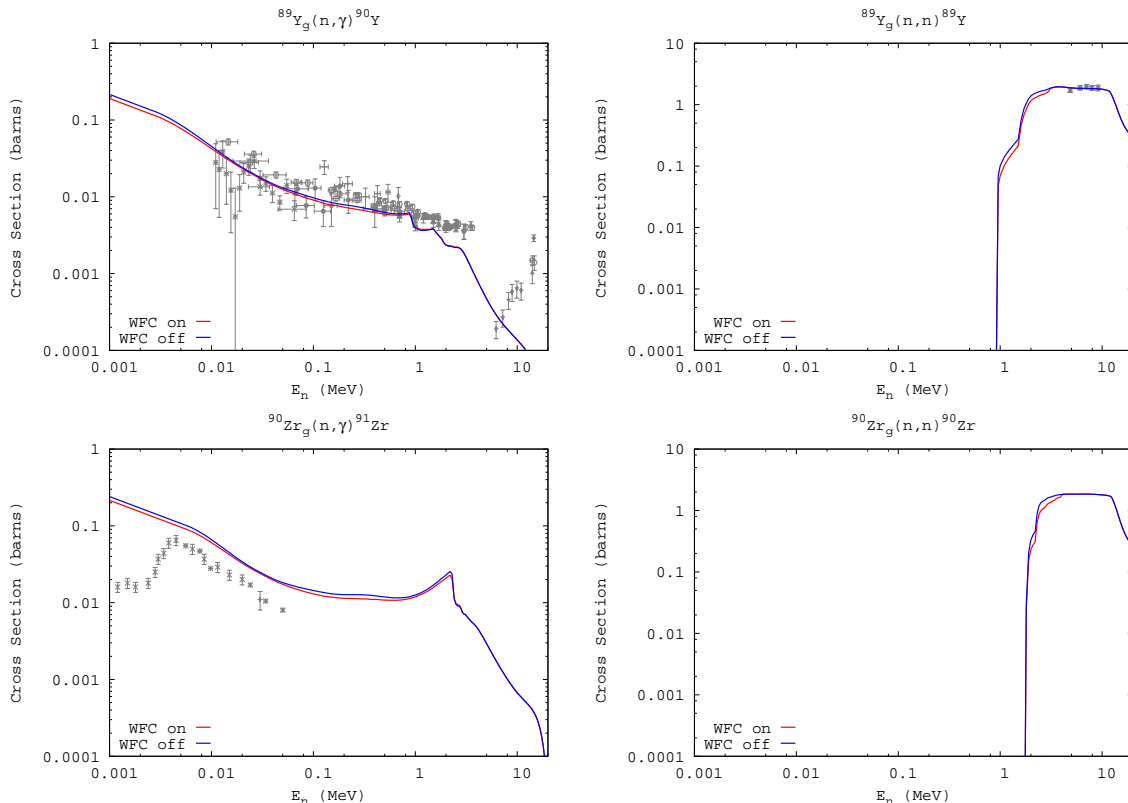 ⁸⁹Y_g(n,γ)⁹⁰Y
Cross Section (barns)
1
0.1
0.01
0.001
0.0001
WFC on
WFC off
0.001 0.01 0.1 1 10
E_n (MeV)
⁸⁹Y_g(n,n)⁸⁹Y
Cross Section (barns)
10
1
0.1
0.01
0.001
0.0001
WFC on
WFC off
0.001 0.01 0.1 1 10
E_n (MeV)
⁹⁰Zr_g(n,γ)⁹¹Zr
Cross Section (barns)
1
0.1
0.01
0.001
0.0001
WFC on
WFC off
0.001 0.01 0.1 1 10
E_n (MeV)
⁹⁰Zr_g(n,n)⁹⁰Zr
Cross Section (barns)
10
1
0.1
0.01
0.001
0.0001
WFC on
WFC off
0.001 0.01 0.1 1 10
E_n (MeV)